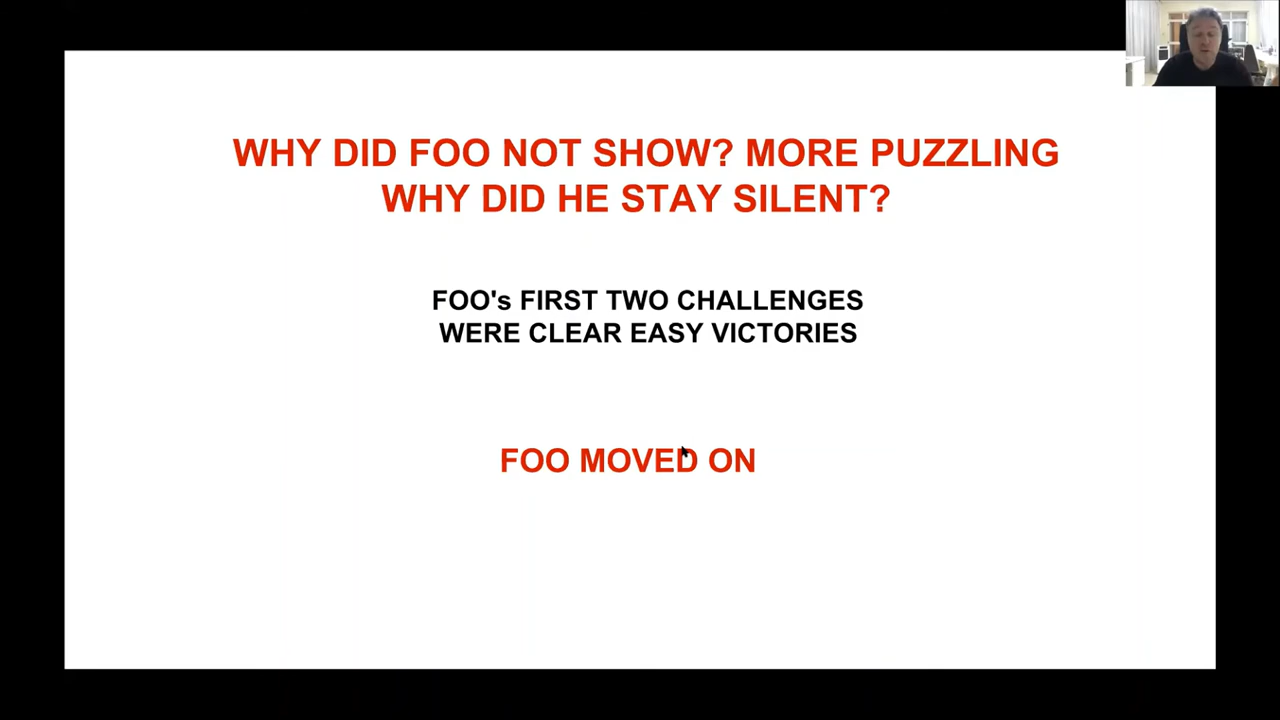 WHY DID FOO NOT SHOW? MORE PUZZLING
WHY DID HE STAY SILENT?
FOO's FIRST TWO CHALLENGES
WERE CLEAR EASY VICTORIES
FOO MOVED ON